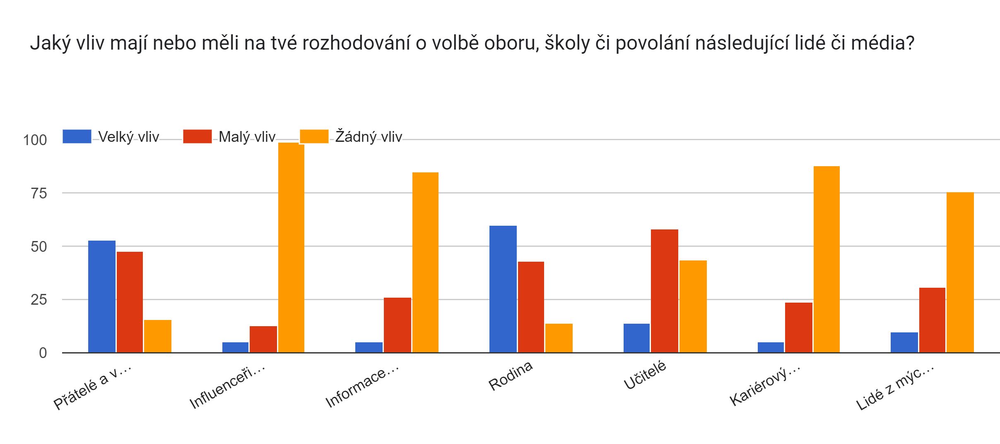 Jaký vliv mají nebo měli na tvé rozhodování o volbě oboru, školy či povolání následující lidé či média?
Velký vliv Malý vliv Žádný vliv
100
75
50
25
0
Přátelé a v… Influenceři… Informace… Rodina Učitelé Kariérový… Lidé z mýc…